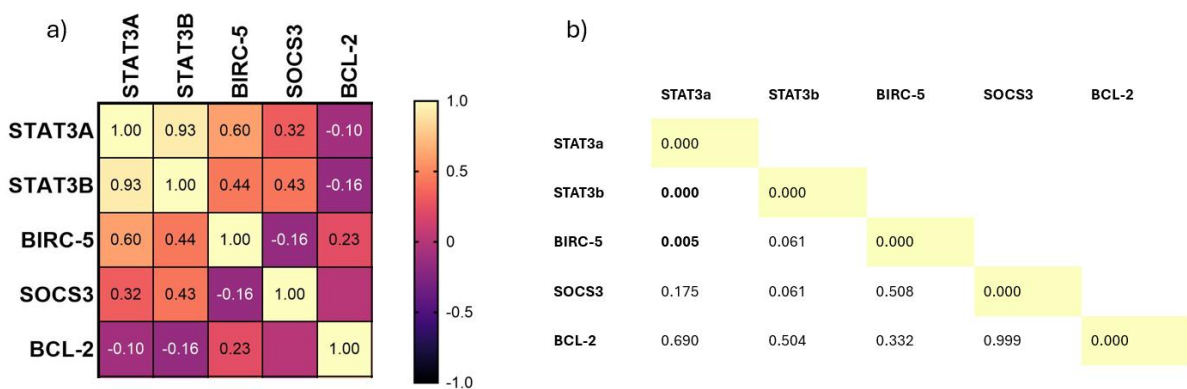 a)
STAT3A STAT3B BIRC-5 SOCS3 BCL-2
STAT3A 1.00 0.93 0.60 0.32 -0.10
STAT3B 0.93 1.00 0.44 0.43 -0.16
BIRC-5 0.60 0.44 1.00 -0.16 0.23
SOCS3 0.32 0.43 -0.16 1.00
BCL-2 -0.10 -0.16 0.23 1.00
1.0
0.5
0
-0.5
-1.0
b)
STAT3a STAT3b BIRC-5 SOCS3 BCL-2
STAT3a 0.000
STAT3b 0.000 0.000
BIRC-5 0.005 0.061 0.000
SOCS3 0.175 0.061 0.508 0.000
BCL-2 0.690 0.504 0.332 0.999 0.000